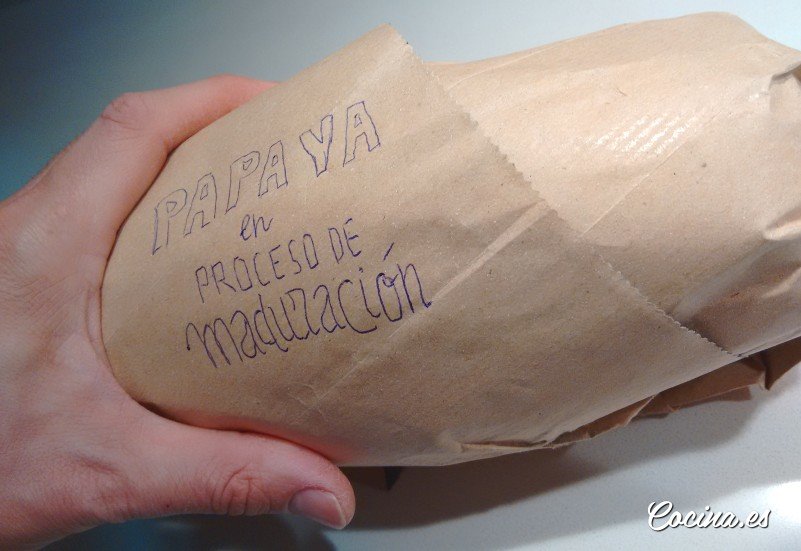 PAPAYA
en
PROCESO DE
maduración
Cocina.es